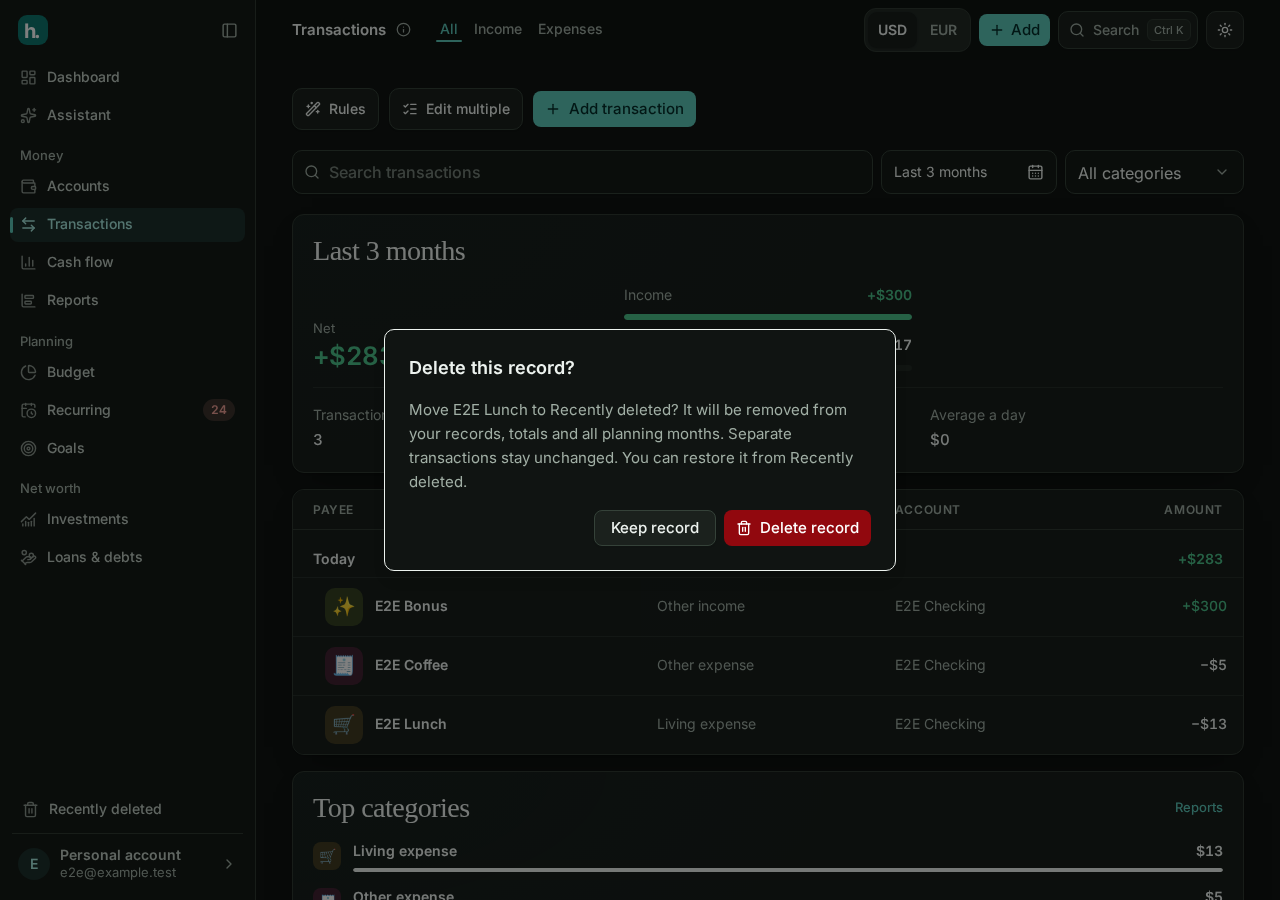 h.
Dashboard
Assistant
Money
Accounts
Transactions
Cash flow
Reports
Planning
Budget
Recurring 24
Goals
Net worth
Investments
Loans & debts
Recently deleted
E
Personal account
e2e@example.test
Transactions All Income Expenses
USD EUR Add Search Ctrl K
Rules Edit multiple Add transaction
Search transactions Last 3 months All categories
Last 3 months
Income +$300
Net
17
Average a day
3 $0
Delete this record?
Move E2E Lunch to Recently deleted? It will be removed from
your records, totals and all planning months. Separate
transactions stay unchanged. You can restore it from Recently
deleted.
Keep record Delete record
PAYEE ACCOUNT AMOUNT
Today +$283
E2E Bonus Other income E2E Checking +$300
E2E Coffee Other expense E2E Checking −$5
E2E Lunch Living expense E2E Checking −$13
Top categories Reports
Living expense $13
Other expense $5